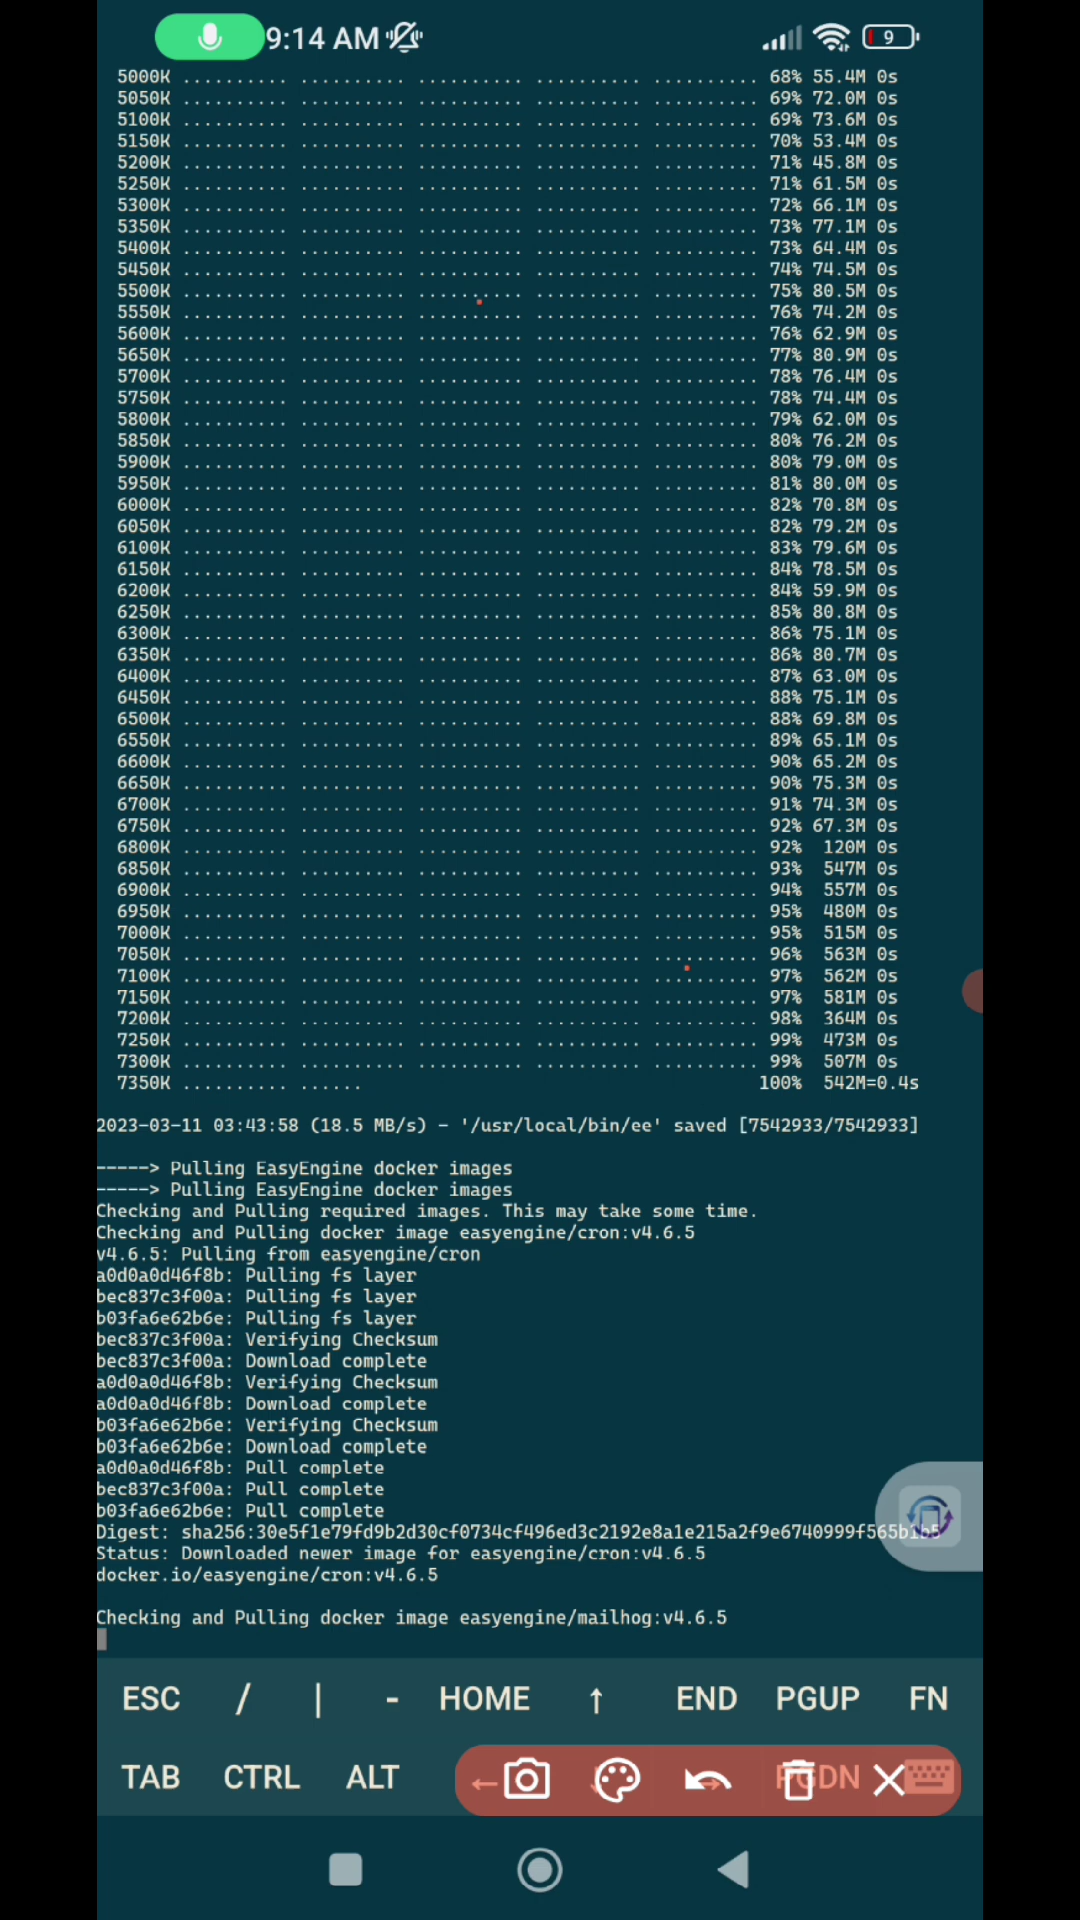 9:14 AM 9
5000K .......... .......... .......... .......... .......... 68% 55.4M 0s
5050K .......... .......... .......... .......... .......... 69% 72.0M 0s
5100K .......... .......... .......... .......... .......... 69% 73.6M 0s
5150K .......... .......... .......... .......... .......... 70% 53.4M 0s
5200K .......... .......... .......... .......... .......... 71% 45.8M 0s
5250K .......... .......... .......... .......... .......... 71% 61.5M 0s
5300K .......... .......... .......... .......... .......... 72% 66.1M 0s
5350K .......... .......... .......... .......... .......... 73% 77.1M 0s
5400K .......... .......... .......... .......... .......... 73% 64.4M 0s
5450K .......... .......... .......... .......... .......... 74% 74.5M 0s
5500K .......... .......... .......... .......... .......... 75% 80.5M 0s
5550K .......... .......... .......... .......... .......... 76% 74.2M 0s
5600K .......... .......... .......... .......... .......... 76% 62.9M 0s
5650K .......... .......... .......... .......... .......... 77% 80.9M 0s
5700K .......... .......... .......... .......... .......... 78% 76.4M 0s
5750K .......... .......... .......... .......... .......... 78% 74.4M 0s
5800K .......... .......... .......... .......... .......... 79% 62.0M 0s
5850K .......... .......... .......... .......... .......... 80% 76.2M 0s
5900K .......... .......... .......... .......... .......... 80% 79.0M 0s
5950K .......... .......... .......... .......... .......... 81% 80.0M 0s
6000K .......... .......... .......... .......... .......... 82% 70.8M 0s
6050K .......... .......... .......... .......... .......... 82% 79.2M 0s
6100K .......... .......... .......... .......... .......... 83% 79.6M 0s
6150K .......... .......... .......... .......... .......... 84% 78.5M 0s
6200K .......... .......... .......... .......... .......... 84% 59.9M 0s
6250K .......... .......... .......... .......... .......... 85% 80.8M 0s
6300K .......... .......... .......... .......... .......... 86% 75.1M 0s
6350K .......... .......... .......... .......... .......... 86% 80.7M 0s
6400K .......... .......... .......... .......... .......... 87% 63.0M 0s
6450K .......... .......... .......... .......... .......... 88% 75.1M 0s
6500K .......... .......... .......... .......... .......... 88% 69.8M 0s
6550K .......... .......... .......... .......... .......... 89% 65.1M 0s
6600K .......... .......... .......... .......... .......... 90% 65.2M 0s
6650K .......... .......... .......... .......... .......... 90% 75.3M 0s
6700K .......... .......... .......... .......... .......... 91% 74.3M 0s
6750K .......... .......... .......... .......... .......... 92% 67.3M 0s
6800K .......... .......... .......... .......... .......... 92% 120M 0s
6850K .......... .......... .......... .......... .......... 93% 547M 0s
6900K .......... .......... .......... .......... .......... 94% 557M 0s
6950K .......... .......... .......... .......... .......... 95% 480M 0s
7000K .......... .......... .......... .......... .......... 95% 515M 0s
7050K .......... .......... .......... .......... .......... 96% 563M 0s
7100K .......... .......... .......... .......... .......... 97% 562M 0s
7150K .......... .......... .......... .......... .......... 97% 581M 0s
7200K .......... .......... .......... .......... .......... 98% 364M 0s
7250K .......... .......... .......... .......... .......... 99% 473M 0s
7300K .......... .......... .......... .......... .......... 99% 507M 0s
7350K .......... ...... 100% 542M=0.4s
2023-03-11 03:43:58 (18.5 MB/s) - '/usr/local/bin/ee' saved [7542933/7542933]
-----> Pulling EasyEngine docker images
-----> Pulling EasyEngine docker images
Checking and Pulling required images. This may take some time.
Checking and Pulling docker image easyengine/cron:v4.6.5
v4.6.5: Pulling from easyengine/cron
a0d0a0d46f8b: Pulling fs layer
bec837c3f00a: Pulling fs layer
b03fa6e62b6e: Pulling fs layer
bec837c3f00a: Verifying Checksum
bec837c3f00a: Download complete
a0d0a0d46f8b: Verifying Checksum
a0d0a0d46f8b: Download complete
b03fa6e62b6e: Verifying Checksum
b03fa6e62b6e: Download complete
a0d0a0d46f8b: Pull complete
bec837c3f00a: Pull complete
b03fa6e62b6e: Pull complete
Digest: sha256:30e5f1e79fd9b2d30cf0734cf496ed3c2192e8a1e215a2f9e6740999f565b1b5
Status: Downloaded newer image for easyengine/cron:v4.6.5
docker.io/easyengine/cron:v4.6.5
Checking and Pulling docker image easyengine/mailhog:v4.6.5
ESC / | - HOME ↑ END PGUP FN
TAB CTRL ALT ← ↓ → PGDN